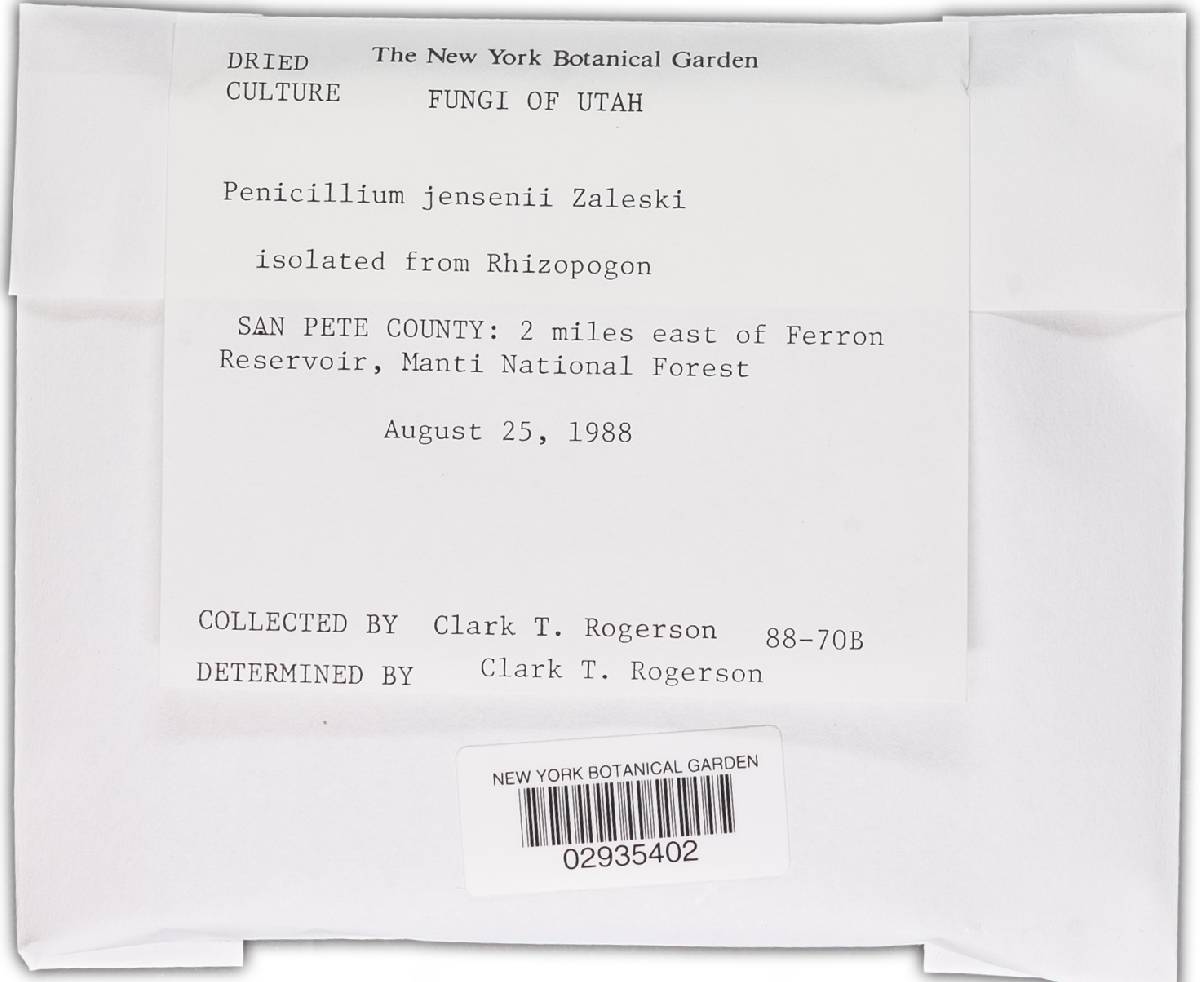 DRIED The New York Botanical Garden
CULTURE FUNGI OF UTAH
Penicillium jensenii Zaleski
isolated from Rhizopogon
SAN PETE COUNTY: 2 miles east of Ferron
Reservoir, Manti National Forest
August 25, 1988
COLLECTED BY Clark T. Rogerson 88-70B
DETERMINED BY Clark T. Rogerson
NEW YORK BOTANICAL GARDEN
02935402